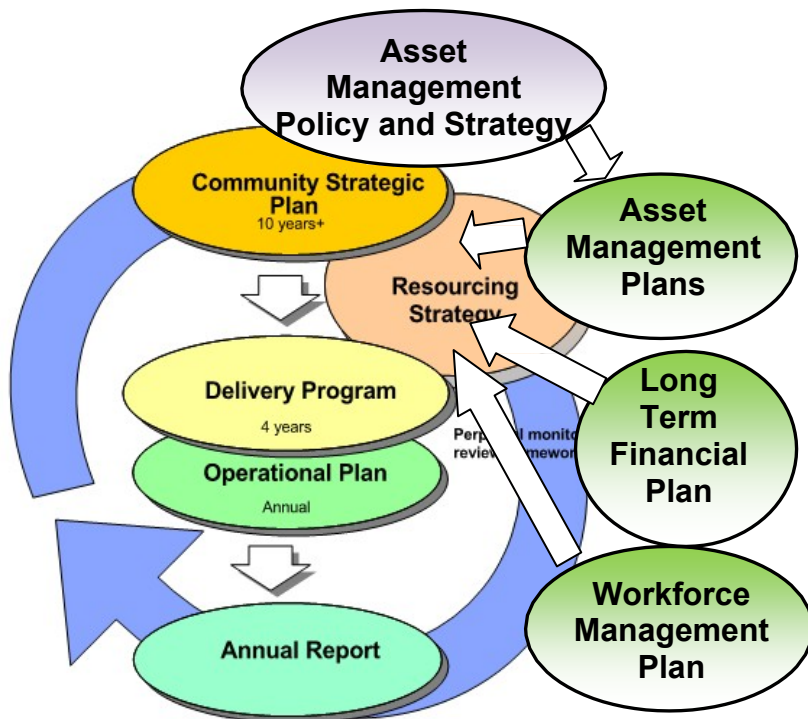 Asset
Management
Policy and Strategy
Community Strategic
Plan
10 years+
Asset
Management
Plans
Resourcing
Strategy
Delivery Program
4 years
Long
Term
Financial
Plan
review
Operational Plan
Annual
Workforce
Management
Plan
Annual Report